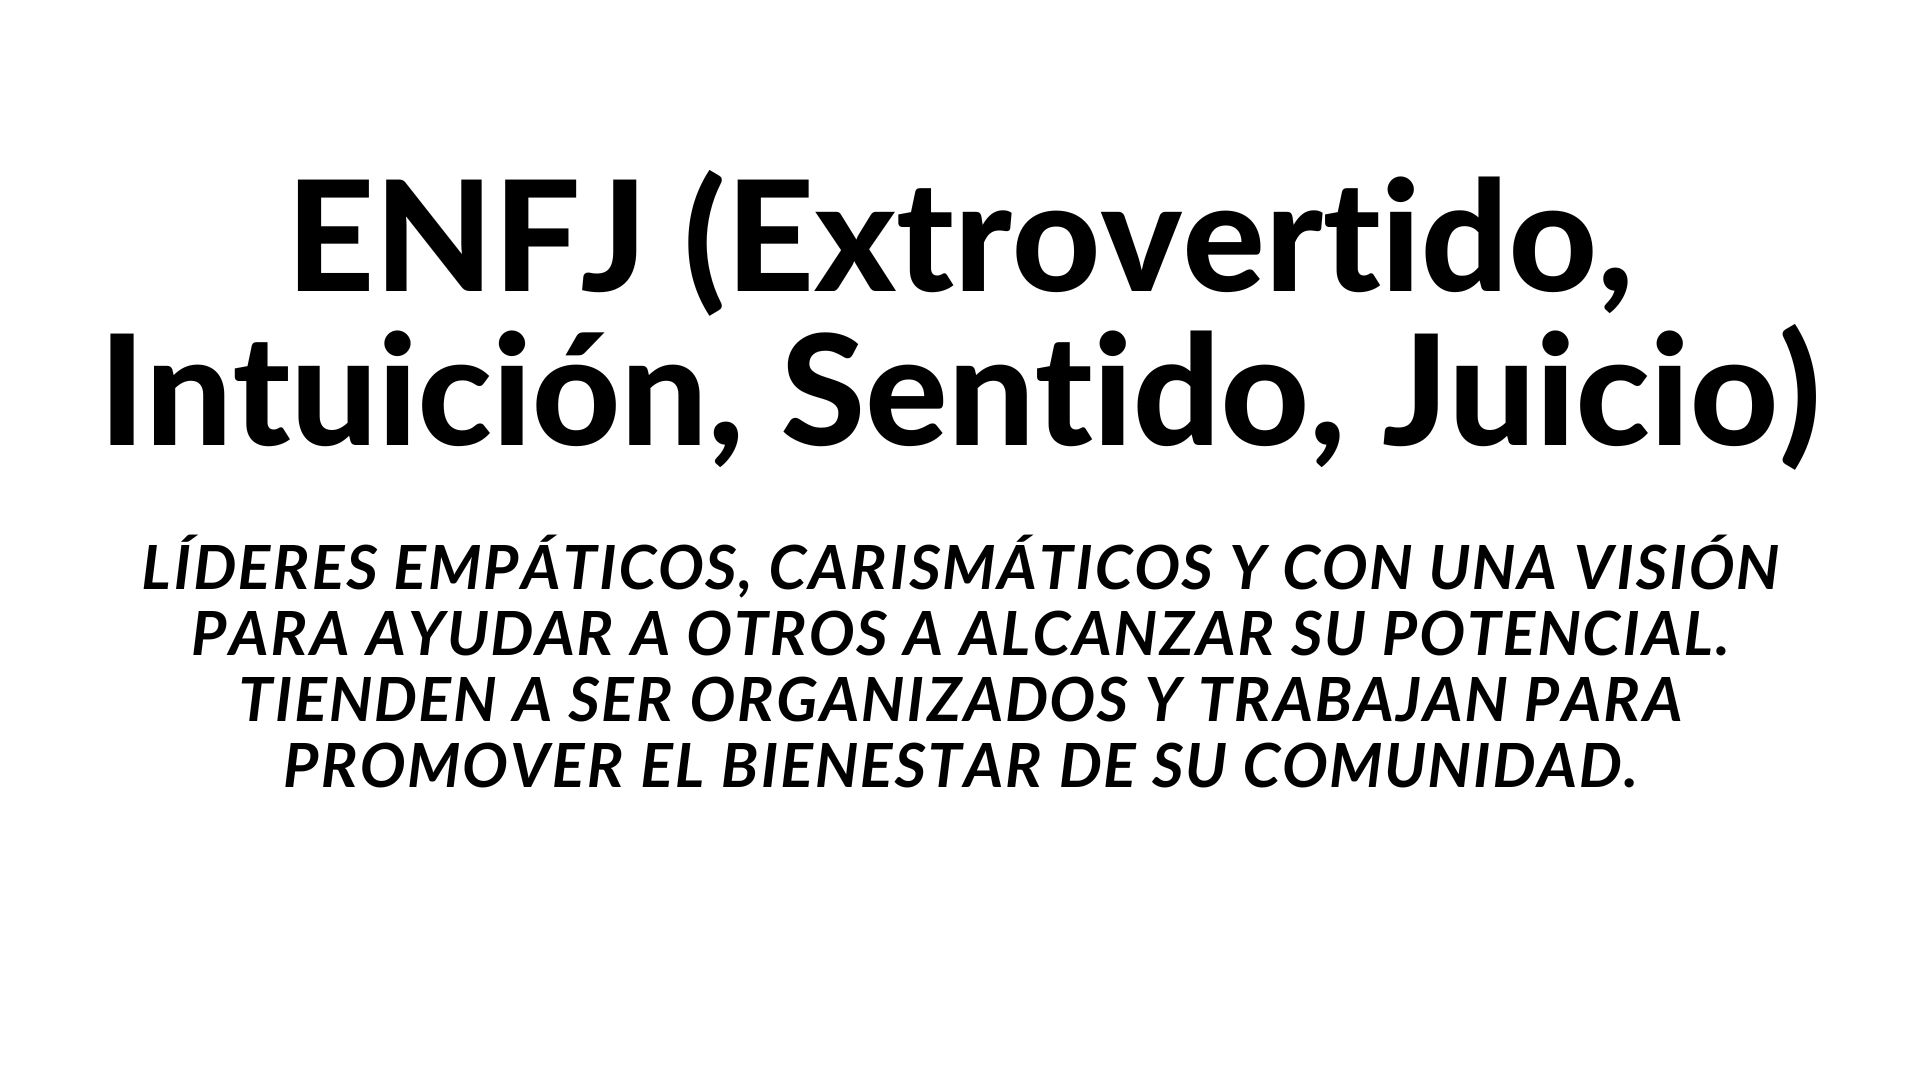 ENFJ (Extrovertido,
Intuición, Sentido, Juicio)
LÍDERES EMPÁTICOS, CARISMÁTICOS Y CON UNA VISIÓN
PARA AYUDAR A OTROS A ALCANZAR SU POTENCIAL.
TIENDEN A SER ORGANIZADOS Y TRABAJAN PARA
PROMOVER EL BIENESTAR DE SU COMUNIDAD.